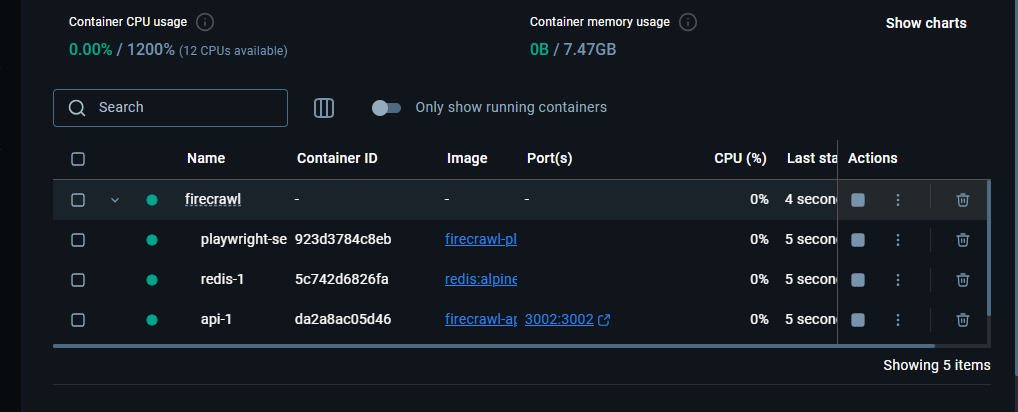 Container CPU usage
0.00% / 1200% (12 CPUs available)
Container memory usage
0B / 7.47GB
Show charts
Search
Only show running containers
Name Container ID Image Port(s) CPU (%) Last sta Actions
firecrawl - - - 0% 4 secon
playwright-se 923d3784c8eb firecrawl-pl 0% 5 secon
redis-1 5c742d6826fa redis:alpine 0% 5 secon
api-1 da2a8ac05d46 firecrawl-ap 3002:3002 0% 5 secon
Showing 5 items